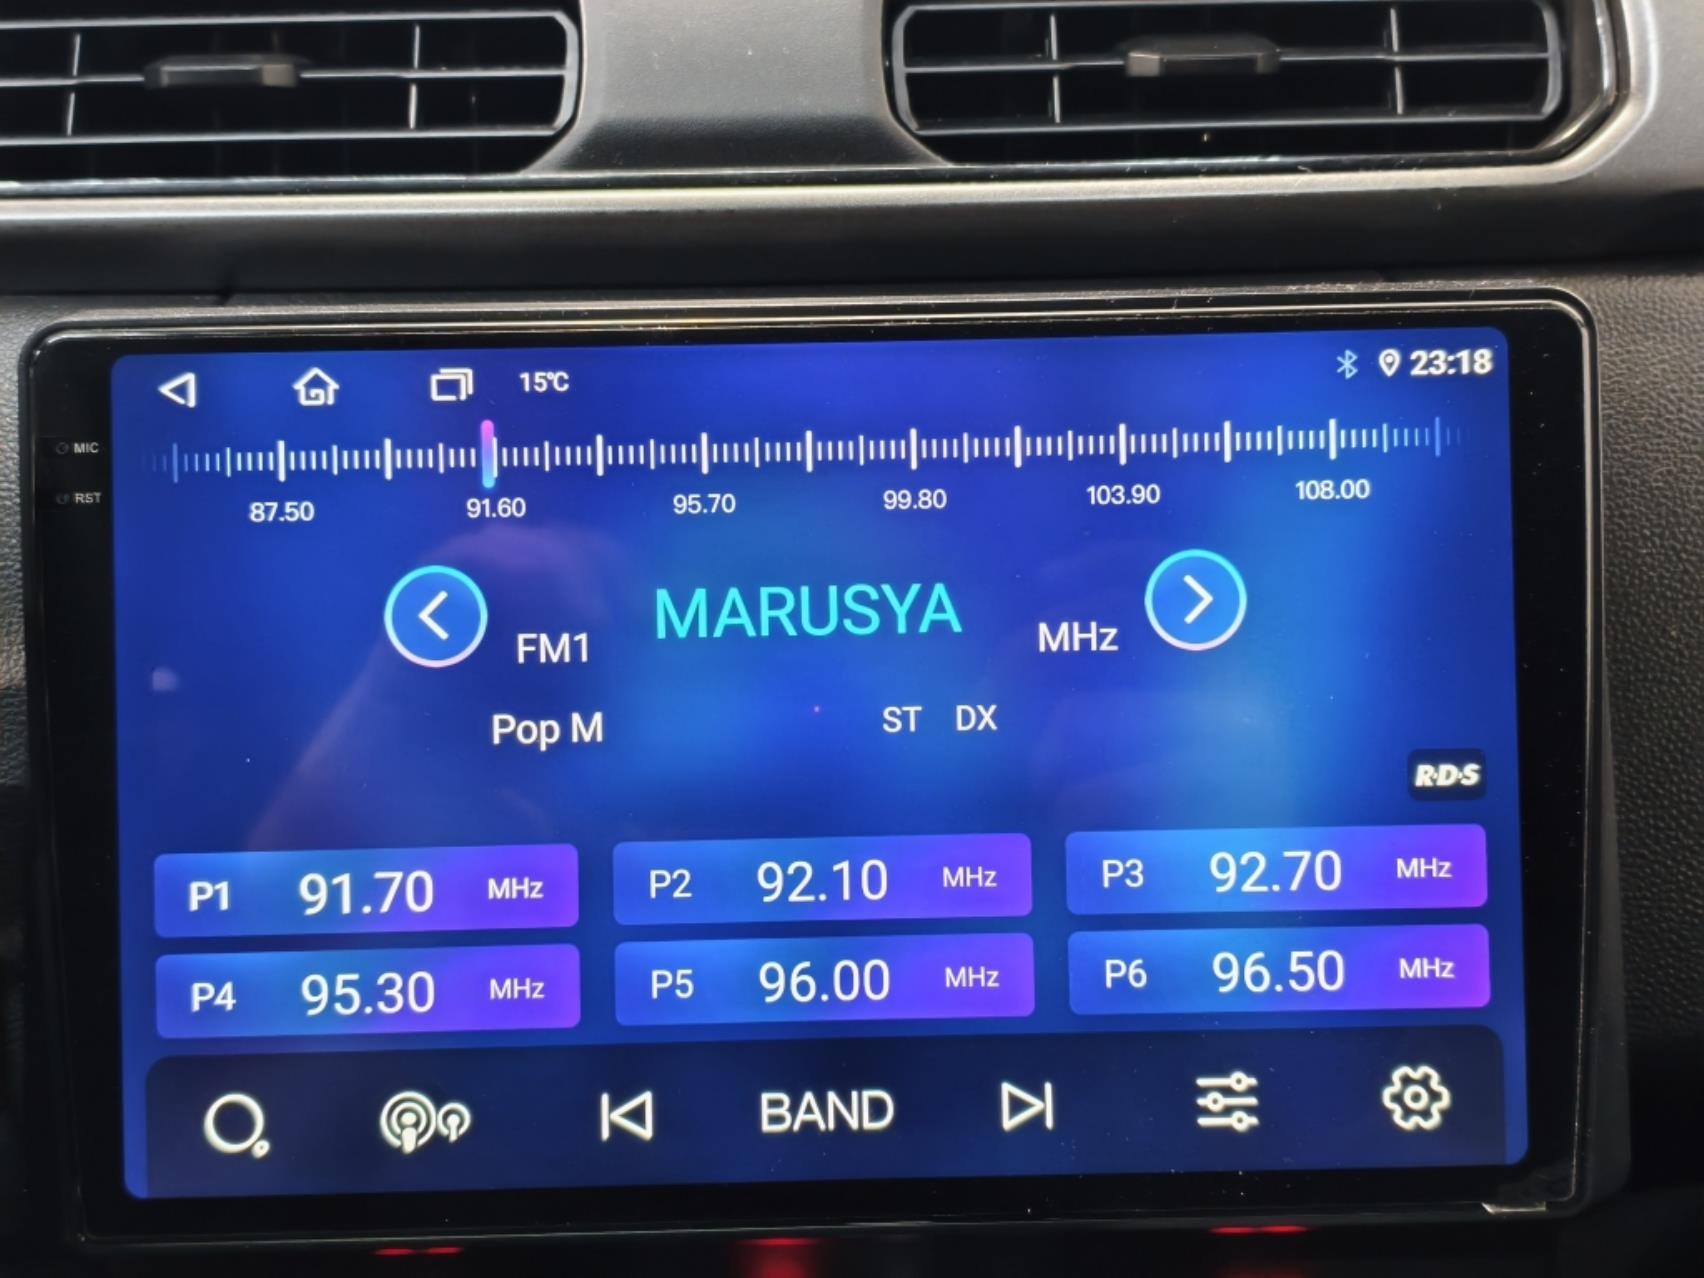 15℃ 23:18
MIC
RST
87.50 91.60 95.70 99.80 103.90 108.00
FM1 MARUSYA MHz
Pop M ST DX
R·D·S
P1 91.70 MHz P2 92.10 MHz P3 92.70 MHz
P4 95.30 MHz P5 96.00 MHz P6 96.50 MHz
BAND